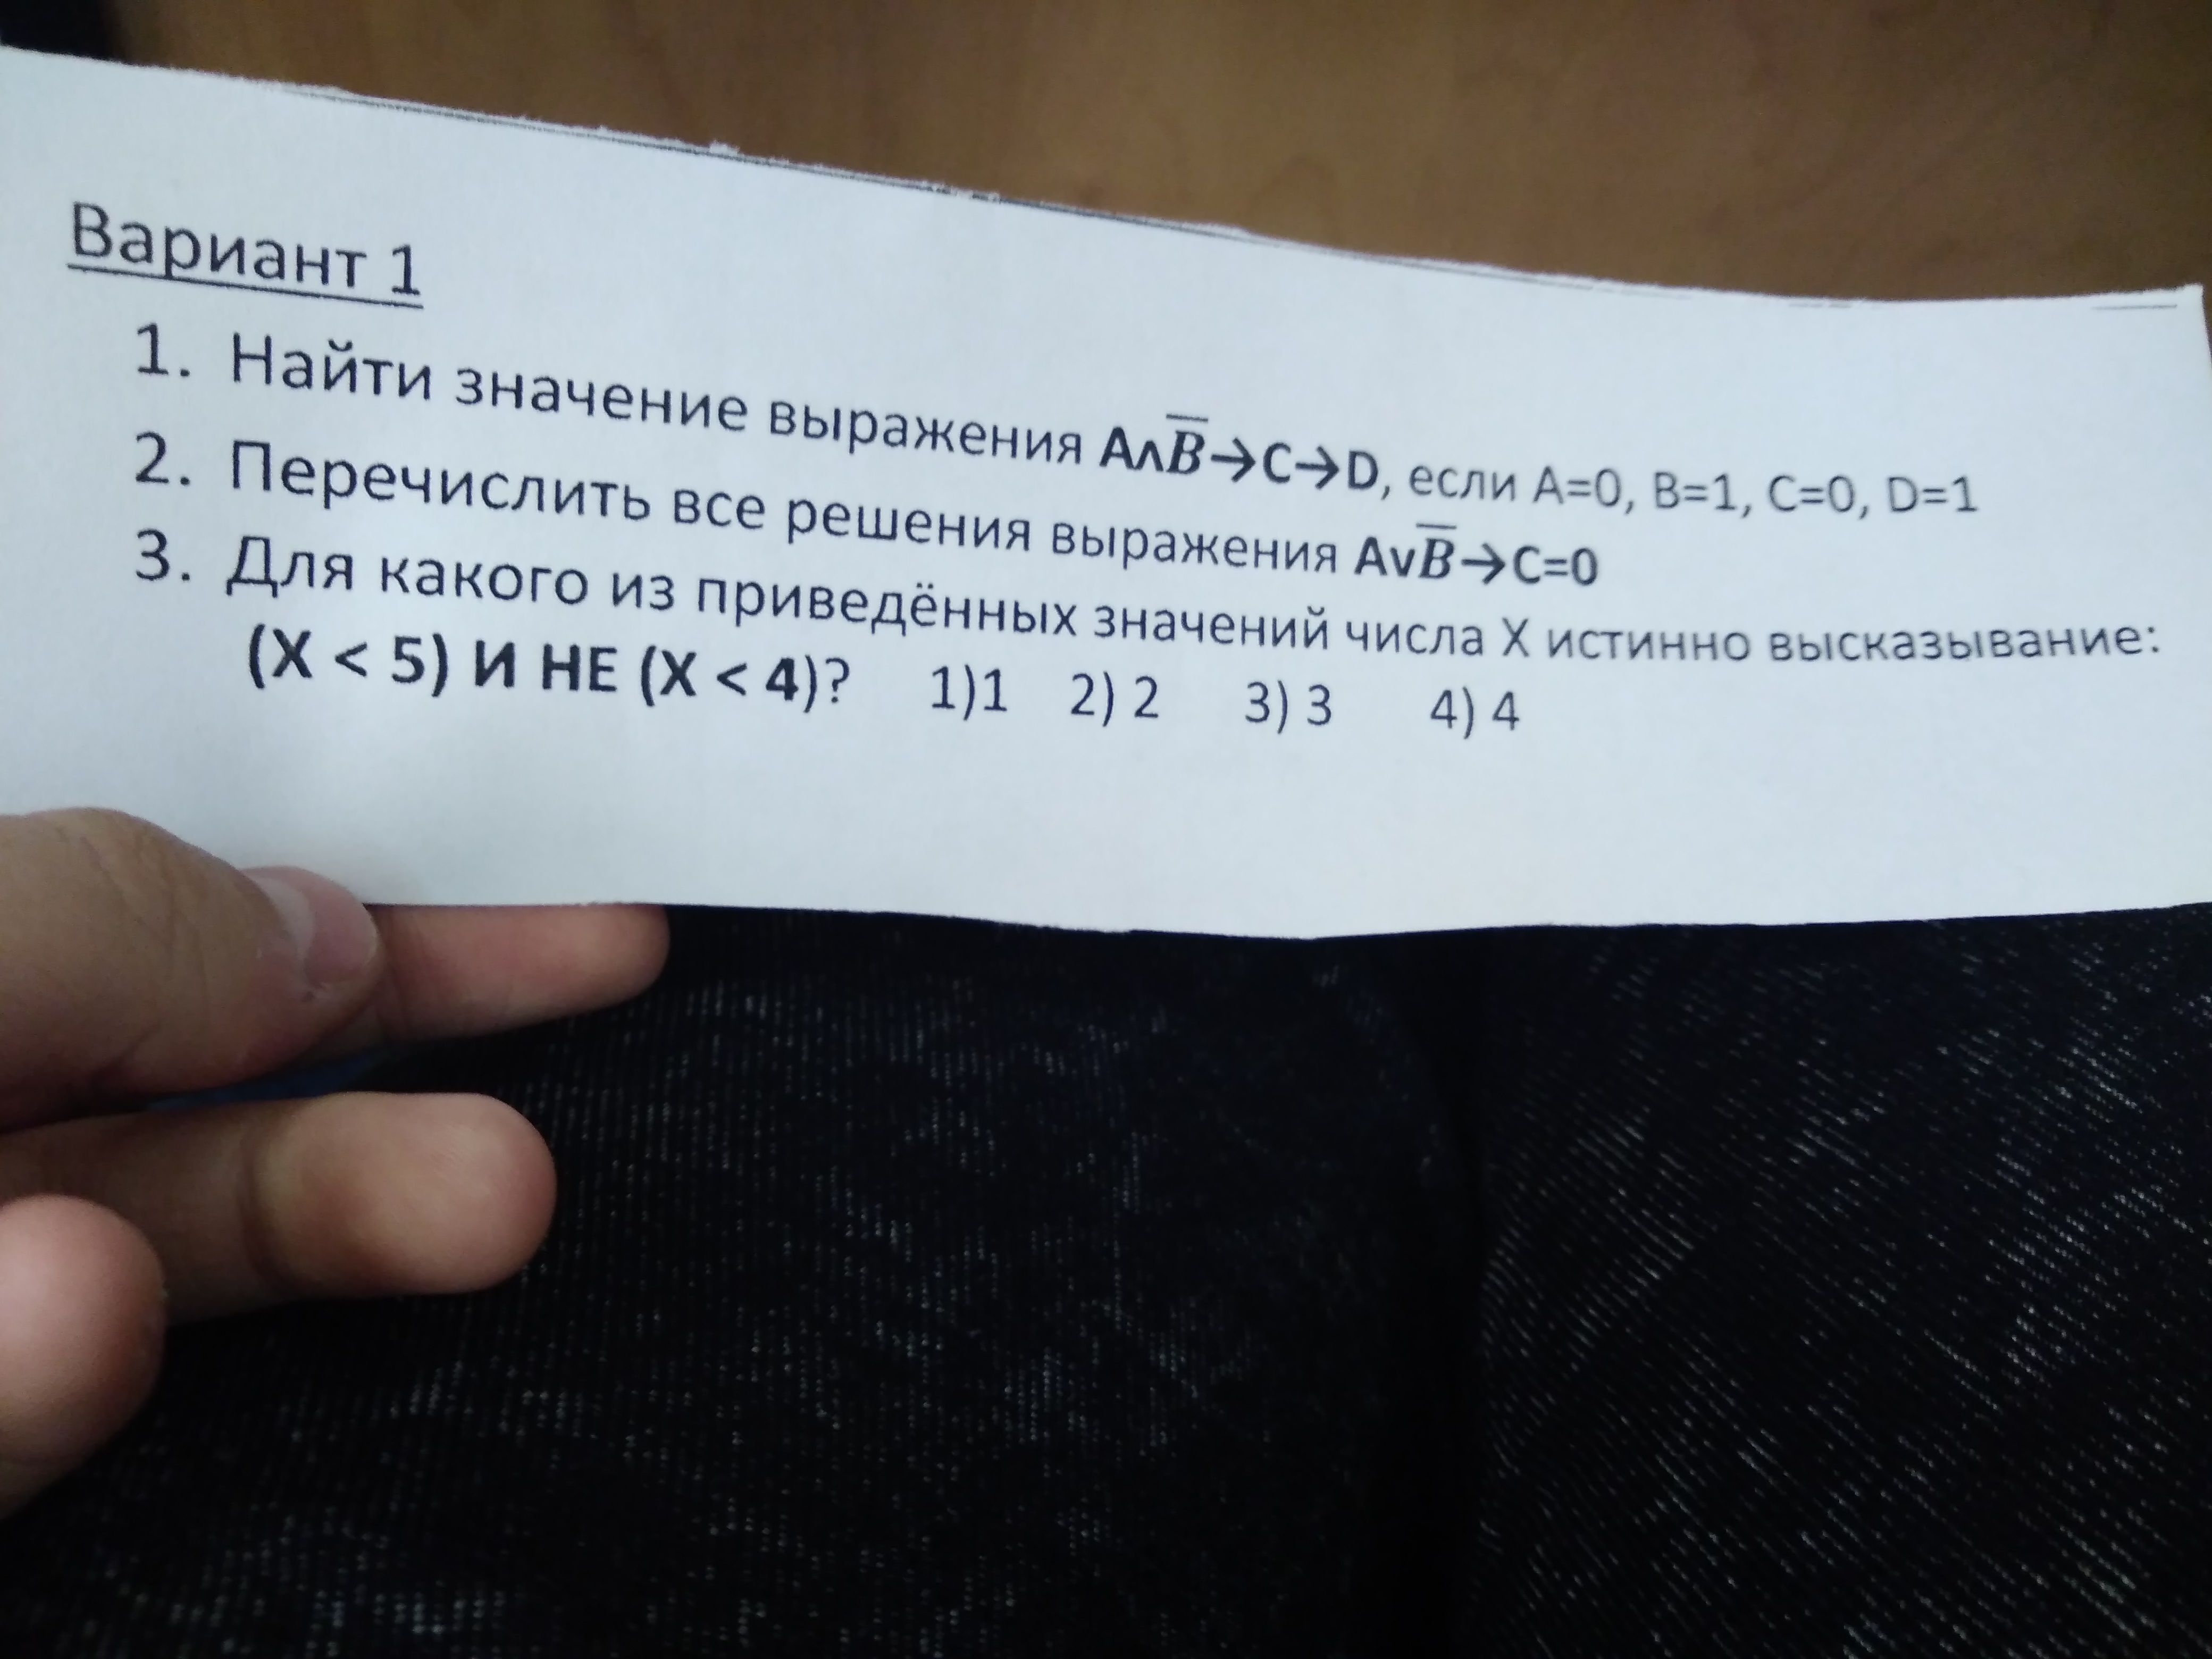 Вариант 1
1. Найти значение выражения A∧B̅→C→D, если A=0, B=1, C=0, D=1
2. Перечислить все решения выражения A∨B̅→C=0
3. Для какого из приведённых значений числа X истинно высказывание:
(X < 5) И НЕ (X < 4)? 1)1 2) 2 3) 3 4) 4